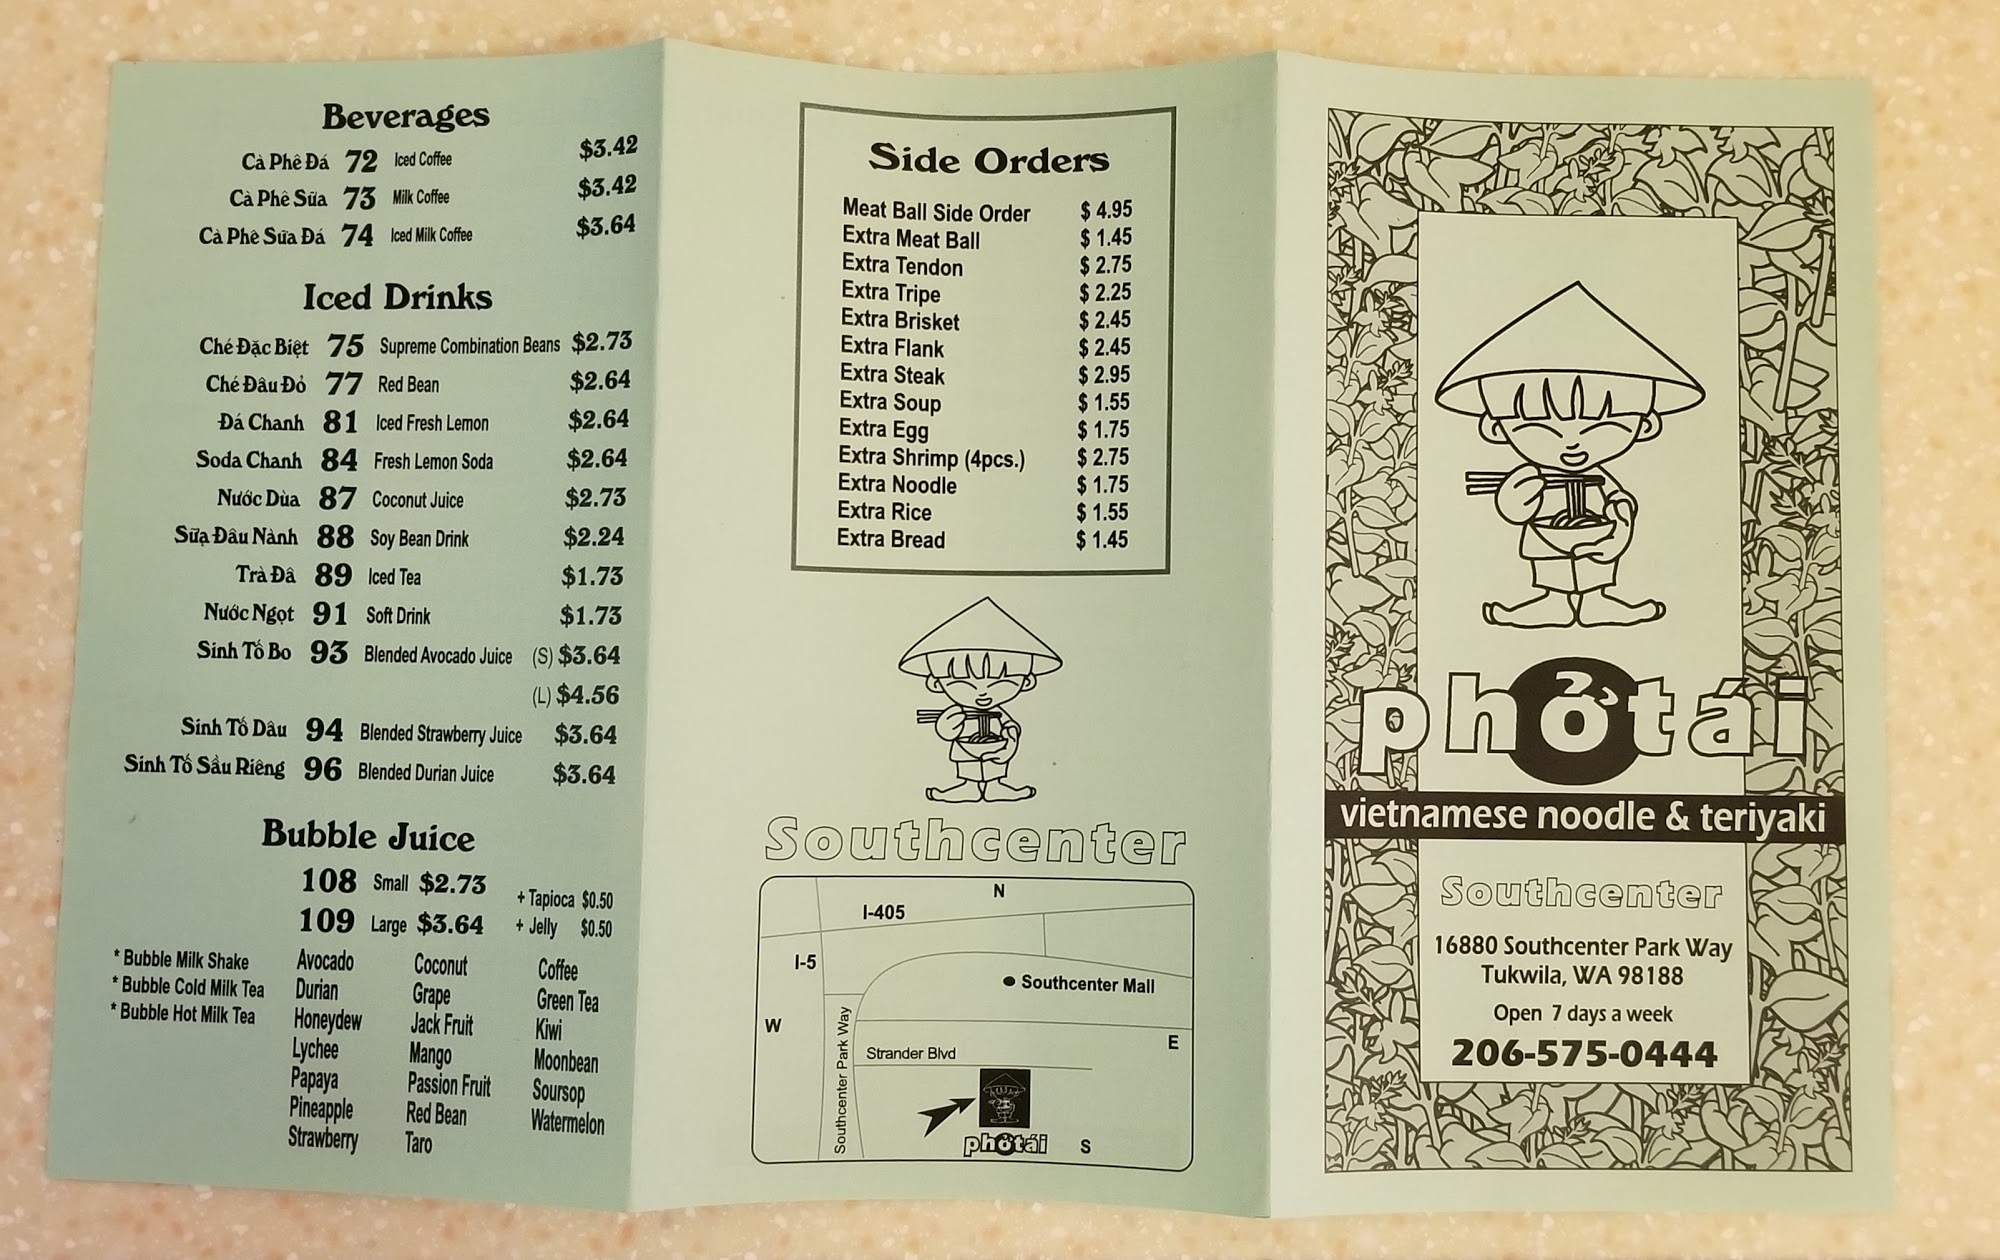 Beverages
Cà Phê Đá 72 Iced Coffee $3.42
Cà Phê Sữa 73 Milk Coffee $3.42
Cà Phê Sữa Đá 74 Iced Milk Coffee $3.64
Iced Drinks
Ché Đặc Biệt 75 Supreme Combination Beans $2.73
Ché Đâu Đỏ 77 Red Bean $2.64
Đá Chanh 81 Iced Fresh Lemon $2.64
Soda Chanh 84 Fresh Lemon Soda $2.64
Nước Dùa 87 Coconut Juice $2.73
Sữa Đâu Nành 88 Soy Bean Drink $2.24
Trà Đâ 89 Iced Tea $1.73
Nước Ngọt 91 Soft Drink $1.73
Sinh Tố Bo 93 Blended Avocado Juice (S) $3.64
(L) $4.56
Sinh Tố Dâu 94 Blended Strawberry Juice $3.64
Sinh Tố Sầu Riêng 96 Blended Durian Juice $3.64
Bubble Juice
108 Small $2.73 + Tapioca $0.50
109 Large $3.64 + Jelly $0.50
* Bubble Milk Shake Avocado Coconut Coffee
* Bubble Cold Milk Tea Durian Grape Green Tea
* Bubble Hot Milk Tea Honeydew Jack Fruit Kiwi
Lychee Mango Moonbean
Papaya Passion Fruit Soursop
Pineapple Red Bean Watermelon
Strawberry Taro
Side Orders
Meat Ball Side Order $ 4.95
Extra Meat Ball $ 1.45
Extra Tendon $ 2.75
Extra Tripe $ 2.25
Extra Brisket $ 2.45
Extra Flank $ 2.45
Extra Steak $ 2.95
Extra Soup $ 1.55
Extra Egg $ 1.75
Extra Shrimp (4pcs.) $ 2.75
Extra Noodle $ 1.75
Extra Rice $ 1.55
Extra Bread $ 1.45
Southcenter
N
I-405
I-5
Southcenter Mall
W
E
Southcenter Park Way
Strander Blvd
phởtái
S
phởtái
vietnamese noodle & teriyaki
Southcenter
16880 Southcenter Park Way
Tukwila, WA 98188
Open 7 days a week
206-575-0444